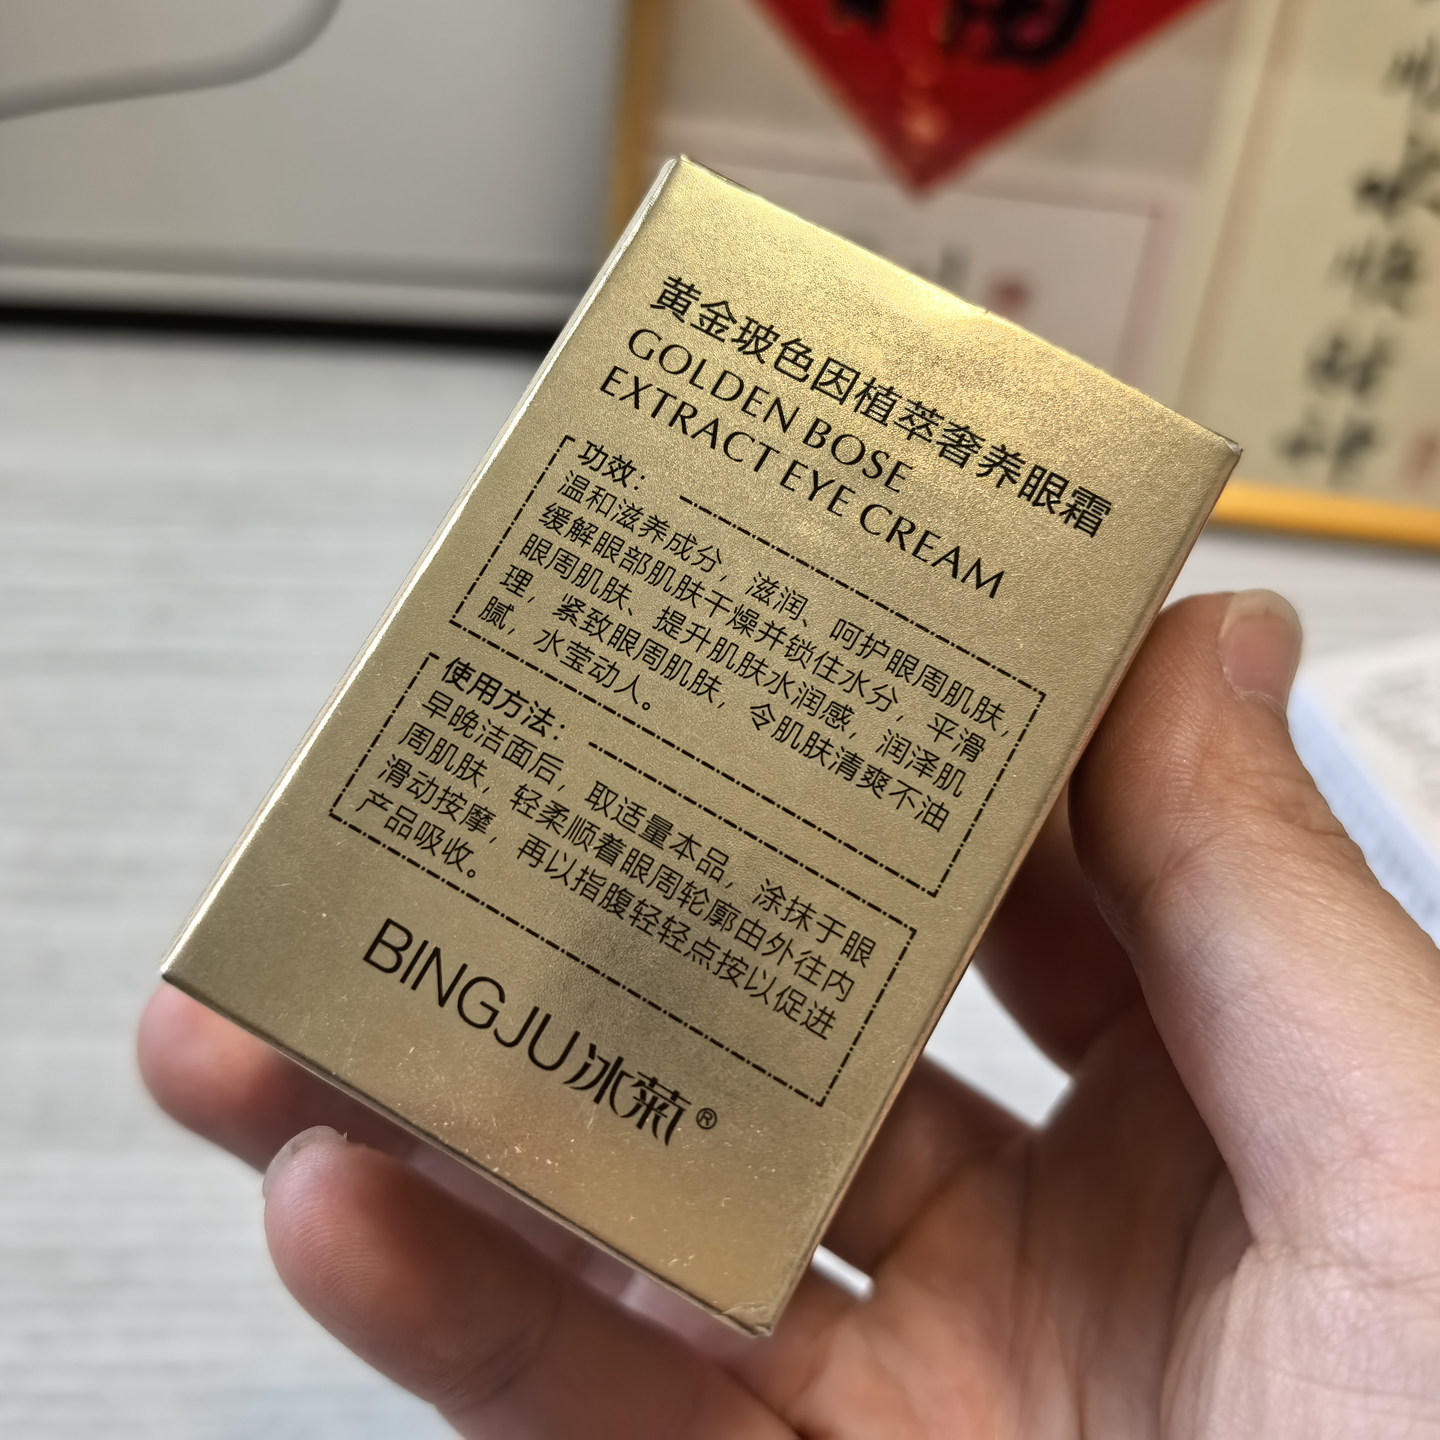 黄金玻色因植萃奢养眼霜
GOLDEN BOSE
EXTRACT EYE CREAM
功效：
温和滋养成分，滋润、呵护眼周肌肤，
缓解眼部肌肤干燥并锁住水分，平滑
眼周肌肤、提升肌肤水润感，润泽肌
理，紧致眼周肌肤，令肌肤清爽不油
腻，水莹动人。
使用方法：
早晚洁面后，取适量本品，涂抹于眼
周肌肤，轻柔顺着眼周轮廓由外往内
滑动按摩，再以指腹轻轻点按以促进
产品吸收。
BINGJU冰菊®